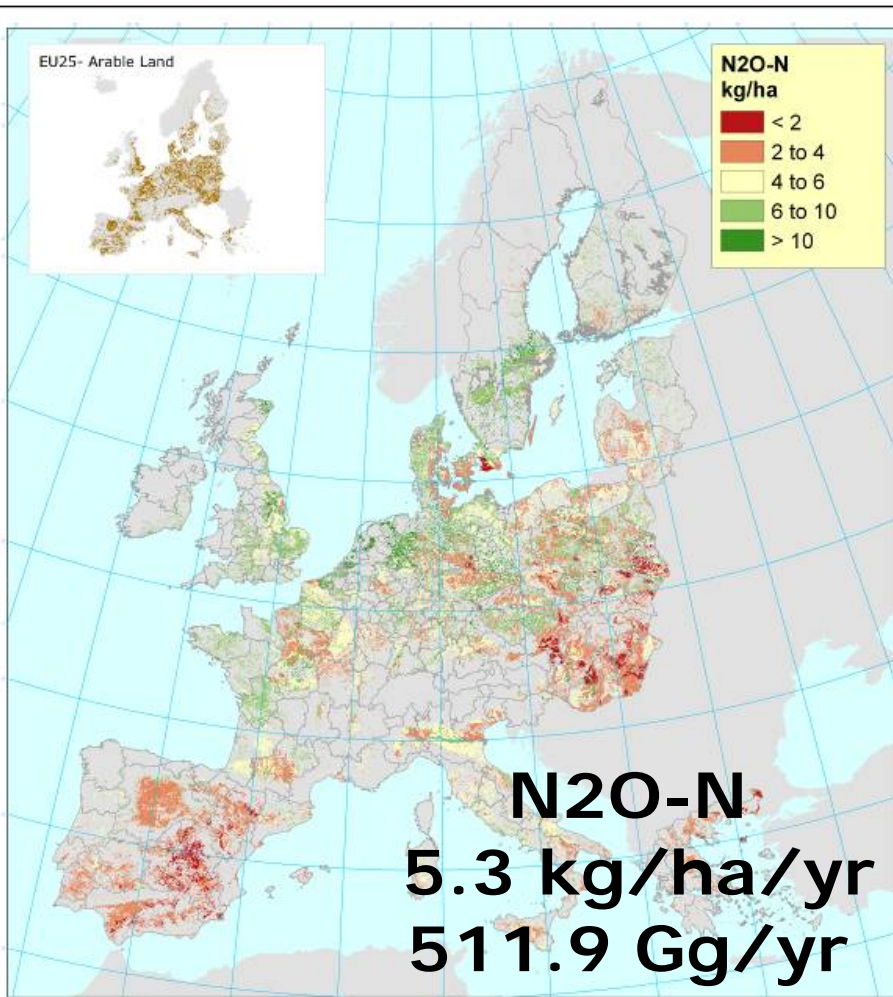 EU25- Arable Land
N2O-N
kg/ha
< 2
2 to 4
4 to 6
6 to 10
> 10
N2O-N
5.3 kg/ha/yr
511.9 Gg/yr